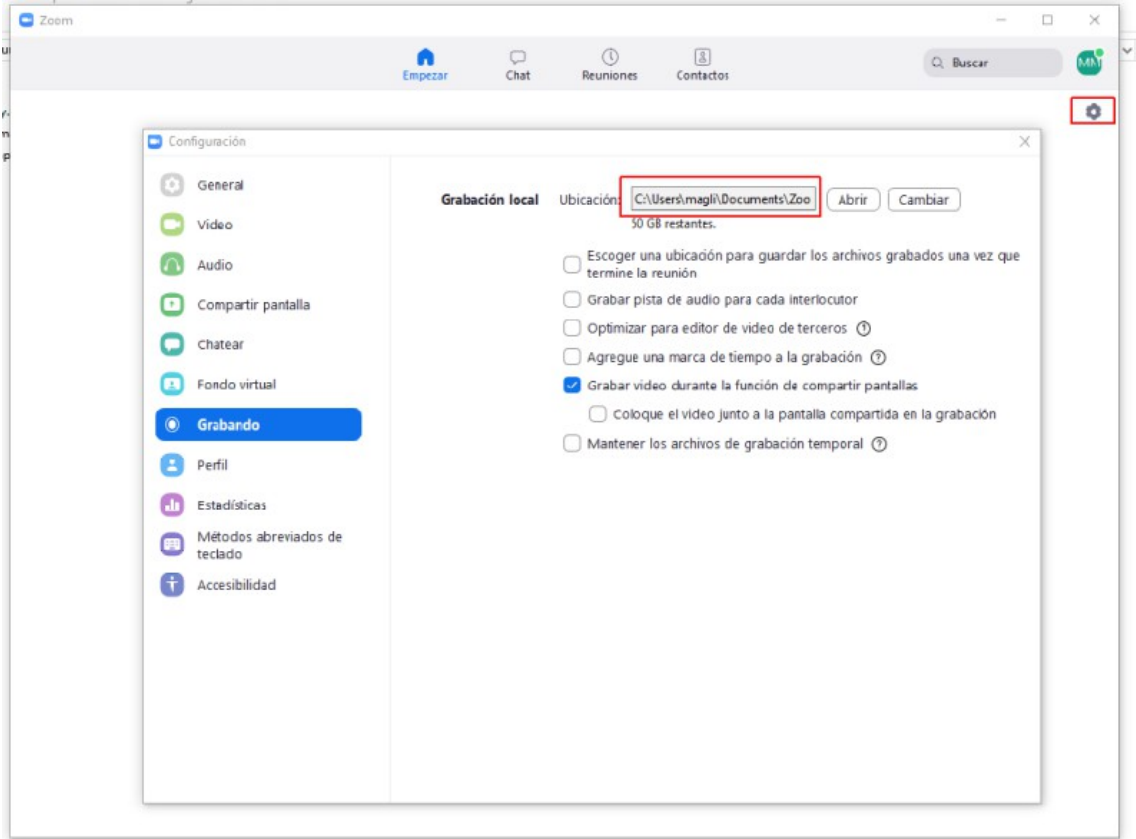 Zoom
Empezar
Chat
Reuniones
Contactos
Buscar
MM
Configuración
General
Video
Audio
Compartir pantalla
Chatear
Fondo virtual
Grabando
Perfil
Estadísticas
Métodos abreviados de
teclado
Accesibilidad
Grabación local Ubicación: C:\Users\magli\Documents\Zoo Abrir Cambiar
50 GB restantes.
Escoger una ubicación para guardar los archivos grabados una vez que
termine la reunión
Grabar pista de audio para cada interlocutor
Optimizar para editor de video de terceros
Agregue una marca de tiempo a la grabación
Grabar video durante la función de compartir pantallas
Coloque el video junto a la pantalla compartida en la grabación
Mantener los archivos de grabación temporal